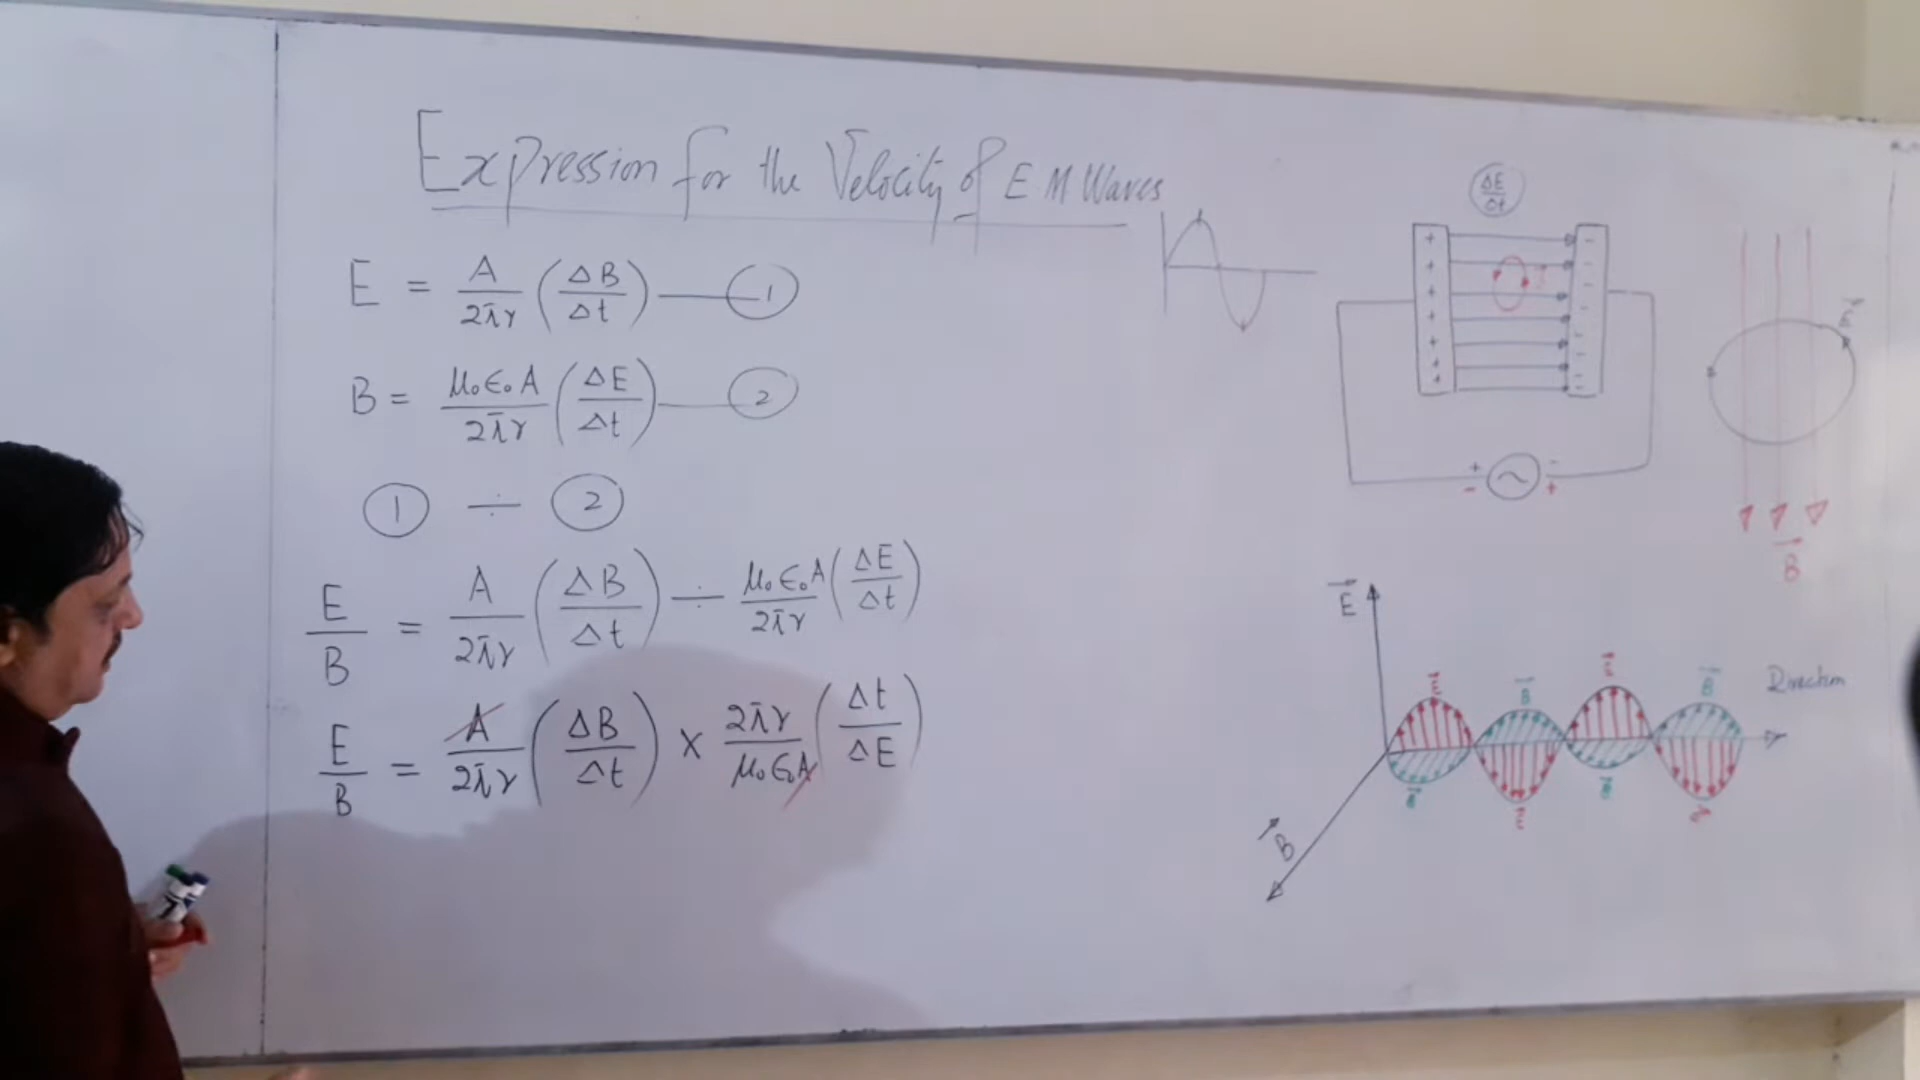 Expression for the Velocity of E M Waves
E = A/2πr (ΔB/Δt) — ①
B = μ₀ϵ₀A/2πr (ΔE/Δt) — ②
① ÷ ②
E/B = A/2πr (ΔB/Δt) ÷ μ₀ϵ₀A/2πr (ΔE/Δt)
E/B = A/2πr (ΔB/Δt) × 2πr/μ₀ϵ₀A (Δt/ΔE)
ΔE/Δt
+ -
+ -
+ -
+ -
+ -
+ -
+ -
+ -
- +
B
E
E B E B Direction
B E B E
B